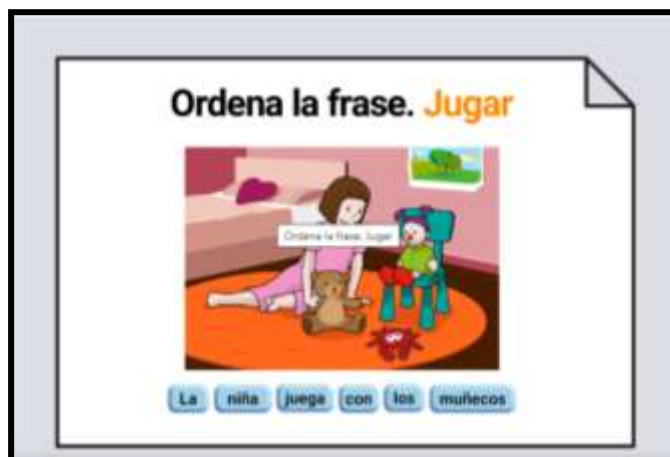 Ordena la frase. Jugar
Ordena la frase: Jugar
La niña juega con los muñecos